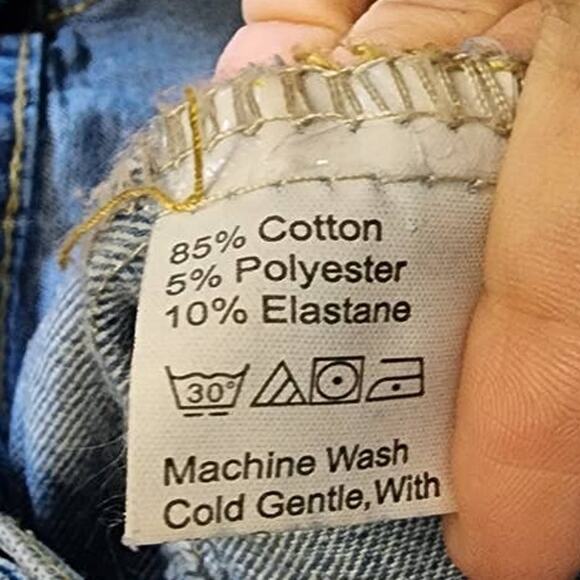 85% Cotton
5% Polyester
10% Elastane
30°
Machine Wash
Cold Gentle, With